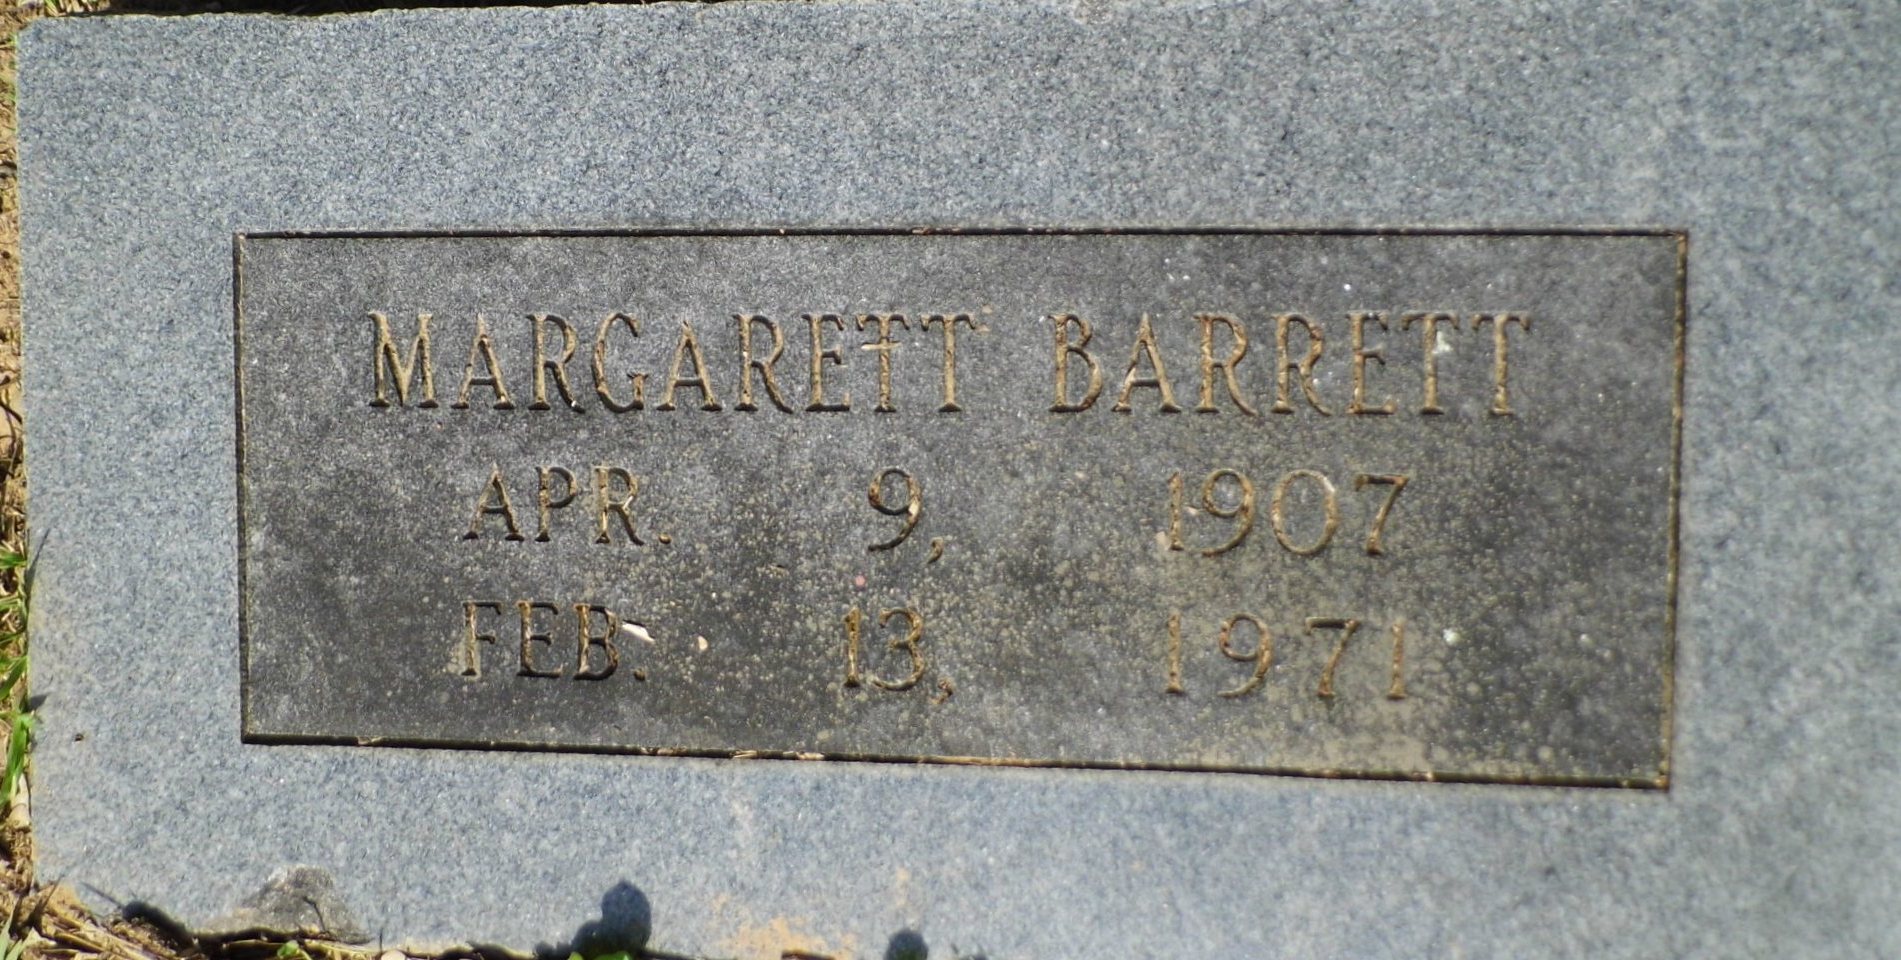 MARGARETT BARRETT
APR. 9, 1907
FEB. 13, 1971